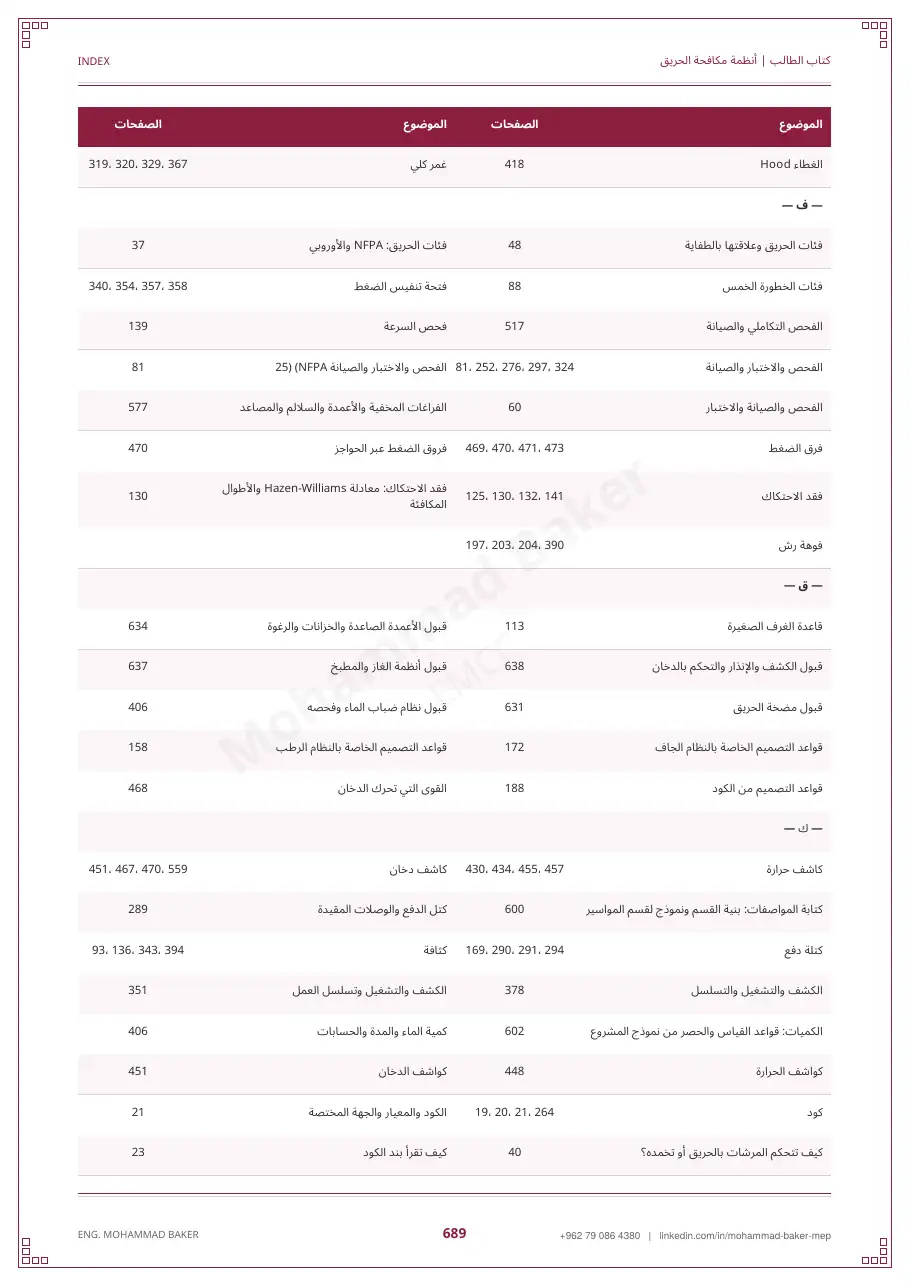 كتاب الطالب | أنظمة مكافحة الحريق INDEX
الموضوع الصفحات الموضوع الصفحات
الغطاء Hood 418 غمر كلي 319، 320، 329، 367
— ف —
فئات الحريق وعلاقتها بالطفاية 48 فئات الحريق: NFPA والأوروبي 37
فئات الخطورة الخمس 88 فتحة تنفيس الضغط 340، 354، 357، 358
الفحص التكاملي والصيانة 517 فحص السرعة 139
الفحص والاختبار والصيانة 81، 252، 276، 297، 324 الفحص والاختبار والصيانة NFPA) (25 81
الفحص والصيانة والاختبار 60 الفراغات المخفية والأعمدة والسلالم والمصاعد 577
فرق الضغط 469، 470، 471، 473 فروق الضغط عبر الحواجز 470
فقد الاحتكاك 125، 130، 132، 141 فقد الاحتكاك: معادلة Hazen-Williams والأطوال
المكافئة 130
فوهة رش 197، 203، 204، 390
— ق —
قاعدة الغرف الصغيرة 113 قبول الأعمدة الصاعدة والخزانات والرغوة 634
قبول الكشف والإنذار والتحكم بالدخان 638 قبول أنظمة الغاز والمطبخ 637
قبول مضخة الحريق 631 قبول نظام ضباب الماء وفحصه 406
قواعد التصميم الخاصة بالنظام الجاف 172 قواعد التصميم الخاصة بالنظام الرطب 158
قواعد التصميم من الكود 188 القوى التي تحرك الدخان 468
— ك —
كاشف حرارة 430، 434، 455، 457 كاشف دخان 451، 467، 470، 559
كتابة المواصفات: بنية القسم ونموذج لقسم المواسير 600 كتل الدفع والوصلات المقيدة 289
كتلة دفع 169، 290، 291، 294 كثافة 93، 136، 343، 394
الكشف والتشغيل والتسلسل 378 الكشف والتشغيل وتسلسل العمل 351
الكميات: قواعد القياس والحصر من نموذج المشروع 602 كمية الماء والمدة والحسابات 406
كواشف الحرارة 448 كواشف الدخان 451
كود 19، 20، 21، 264 الكود والمعيار والجهة المختصة 21
كيف تتحكم المرشات بالحريق أو تخمده؟ 40 كيف تقرأ بند الكود 23
Mohammad Baker
ENG. MOHAMMAD BAKER 689 +962 79 086 4380 | linkedin.com/in/mohammad-baker-mep